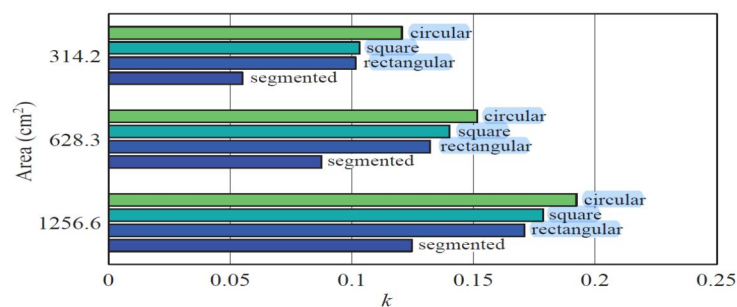 circular
square
rectangular
segmented
314.2
circular
square
rectangular
segmented
628.3
circular
square
rectangular
segmented
1256.6
Area (cm²)
0
0.05
0.1
0.15
0.2
0.25
k